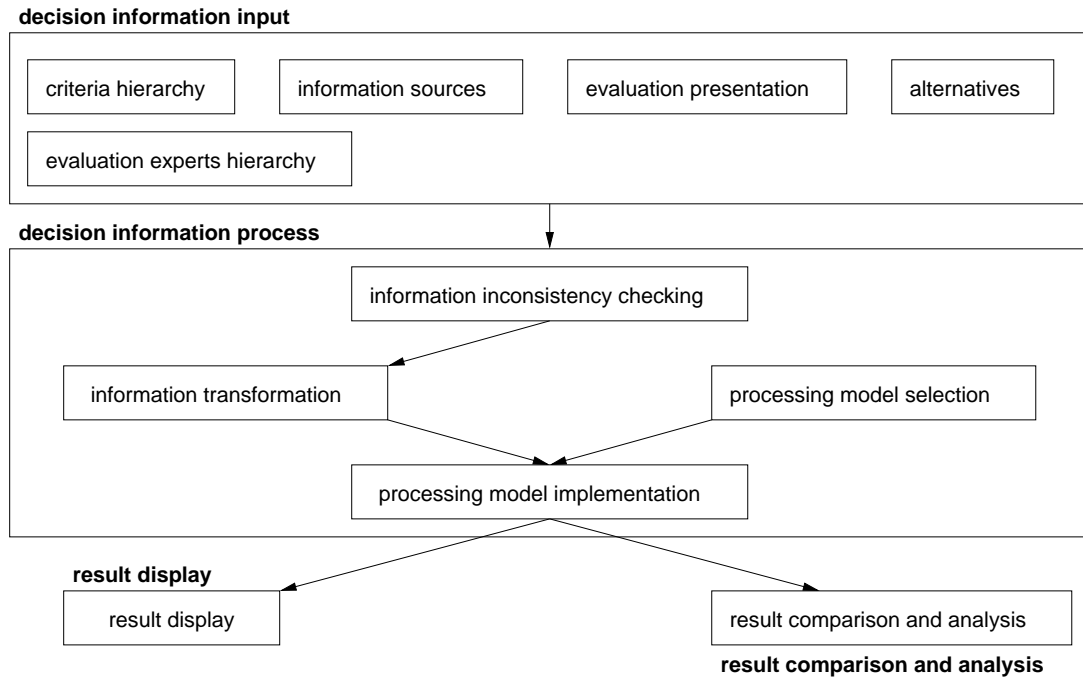 decision information input
criteria hierarchy
information sources
evaluation presentation
alternatives
evaluation experts hierarchy
decision information process
information inconsistency checking
information transformation
processing model selection
processing model implementation
result display
result display
result comparison and analysis
result comparison and analysis